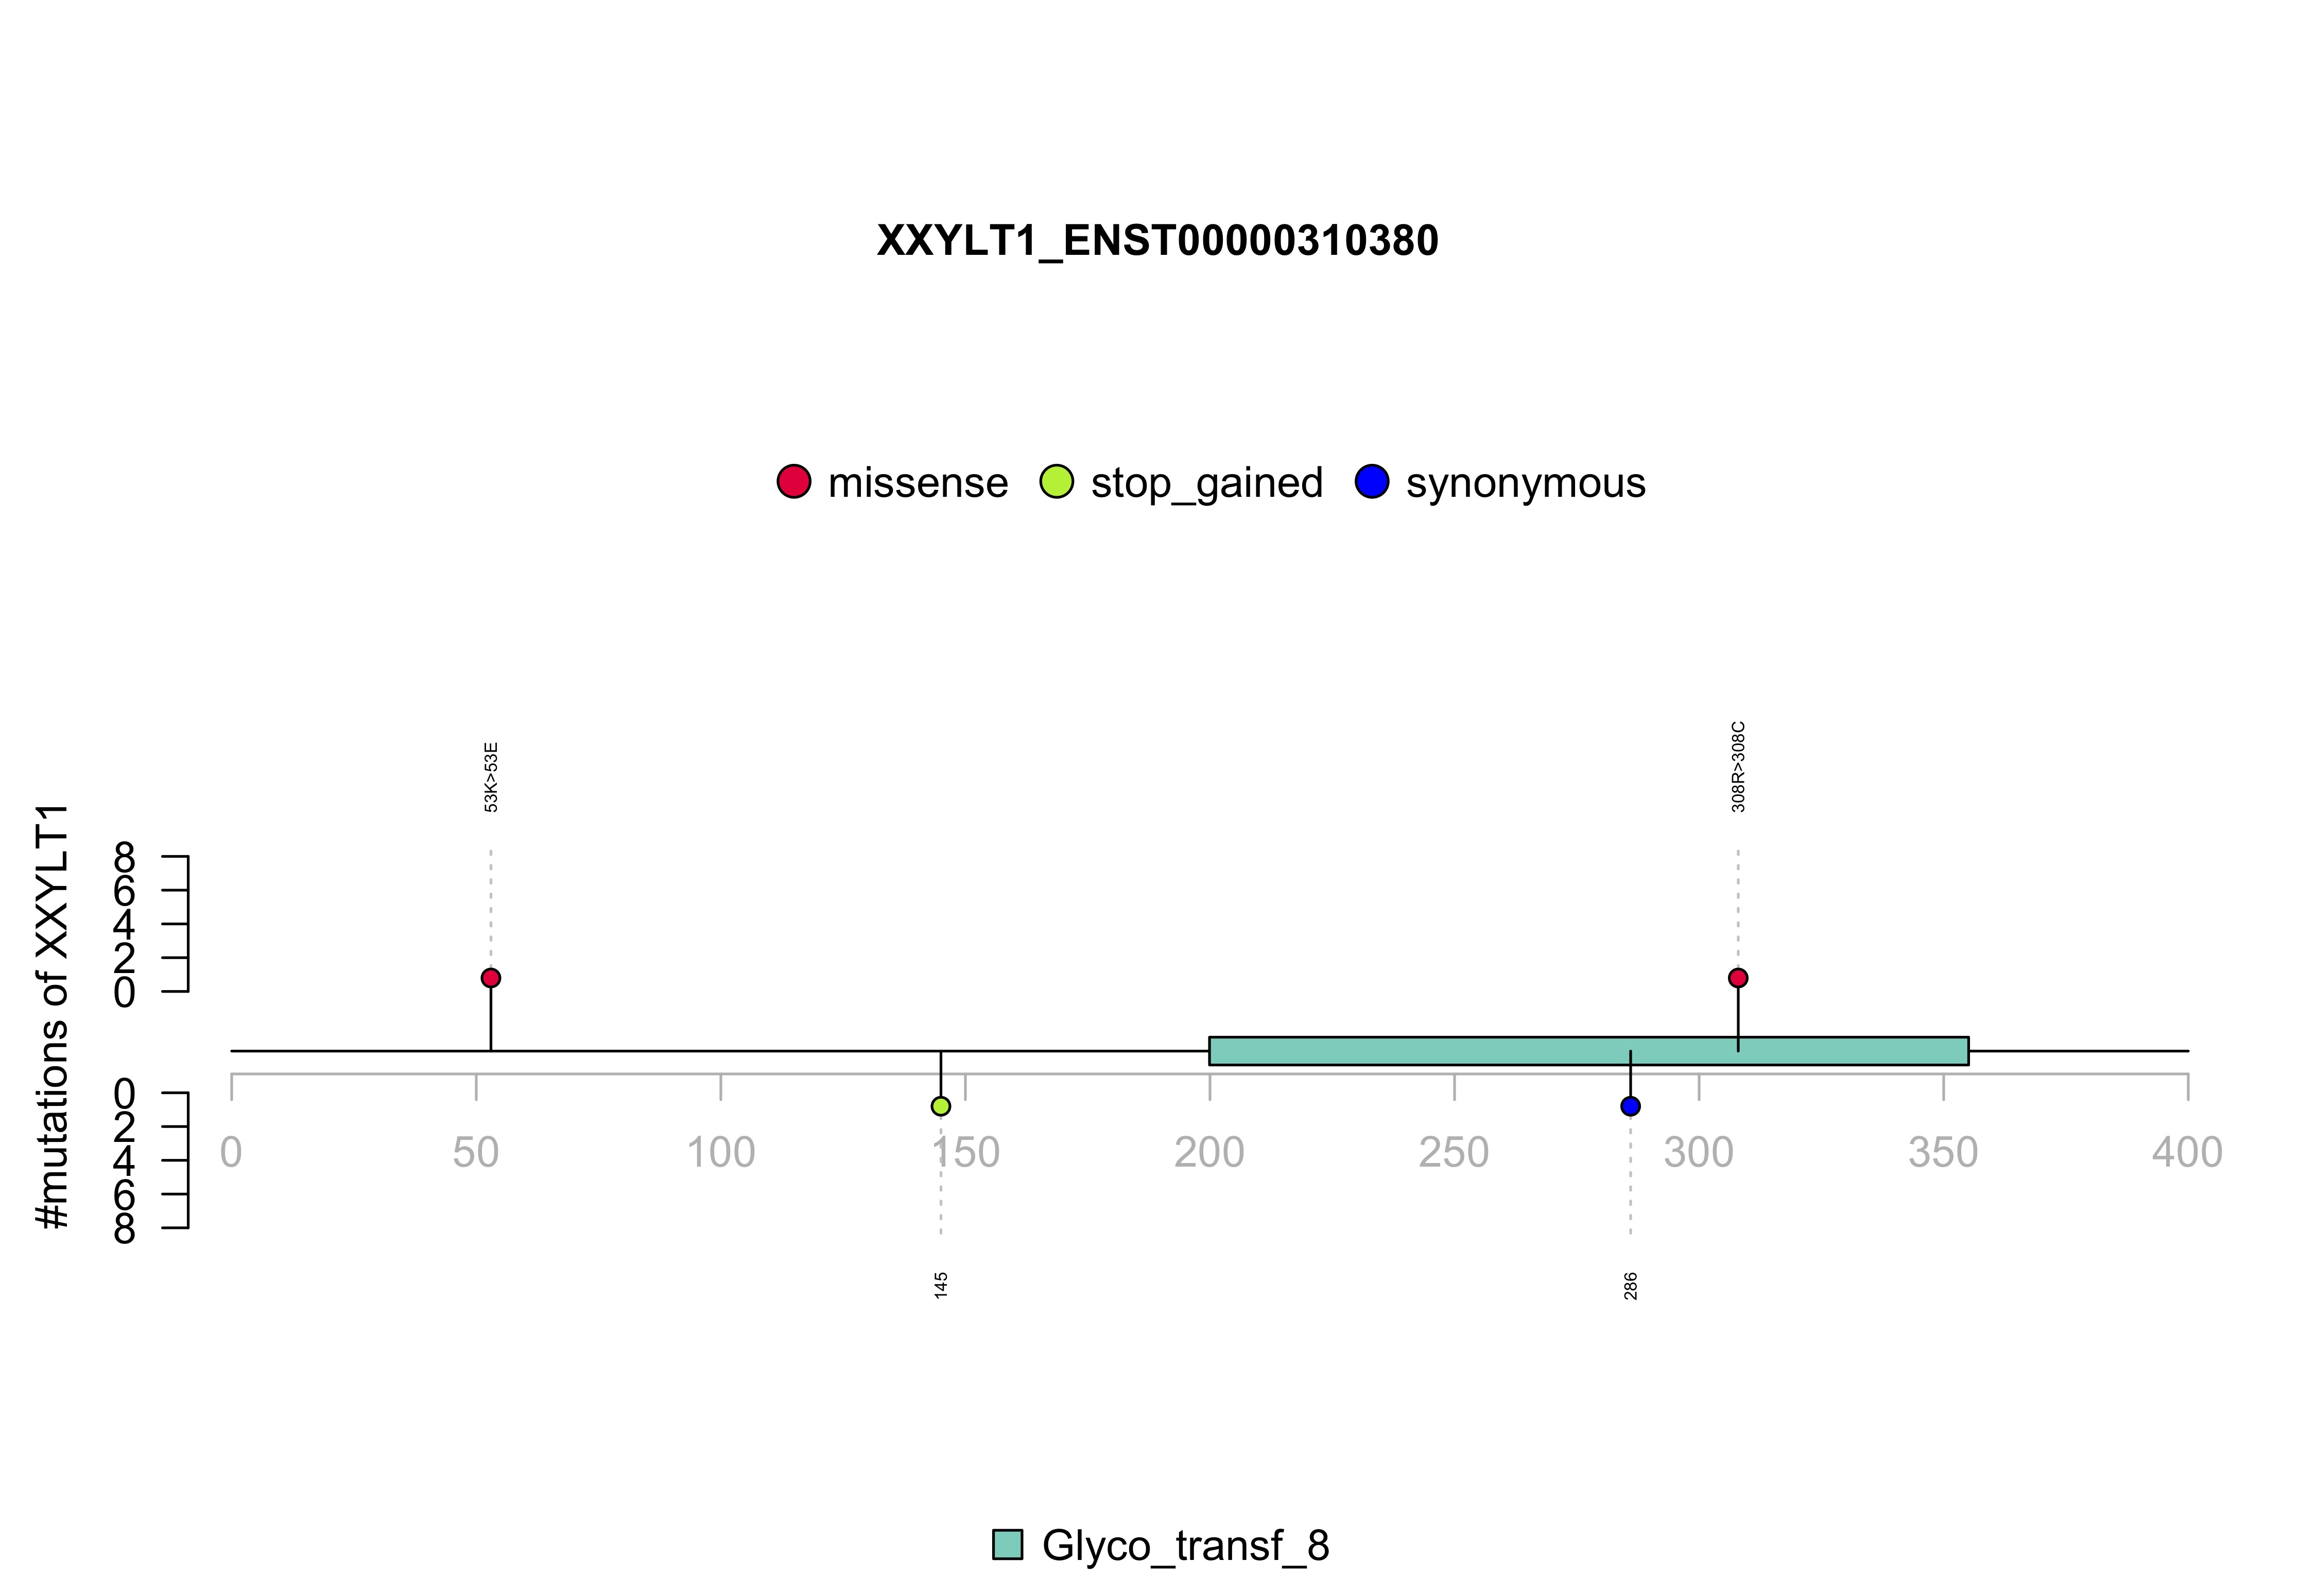 XXYLT1_ENST00000310380
missense stop_gained synonymous
53K>53E
308R>308C
#mutations of XXYLT1
8
6
4
2
0
0
2
4
6
8
0 50 100 150 200 250 300 350 400
145
286
Glyco_transf_8